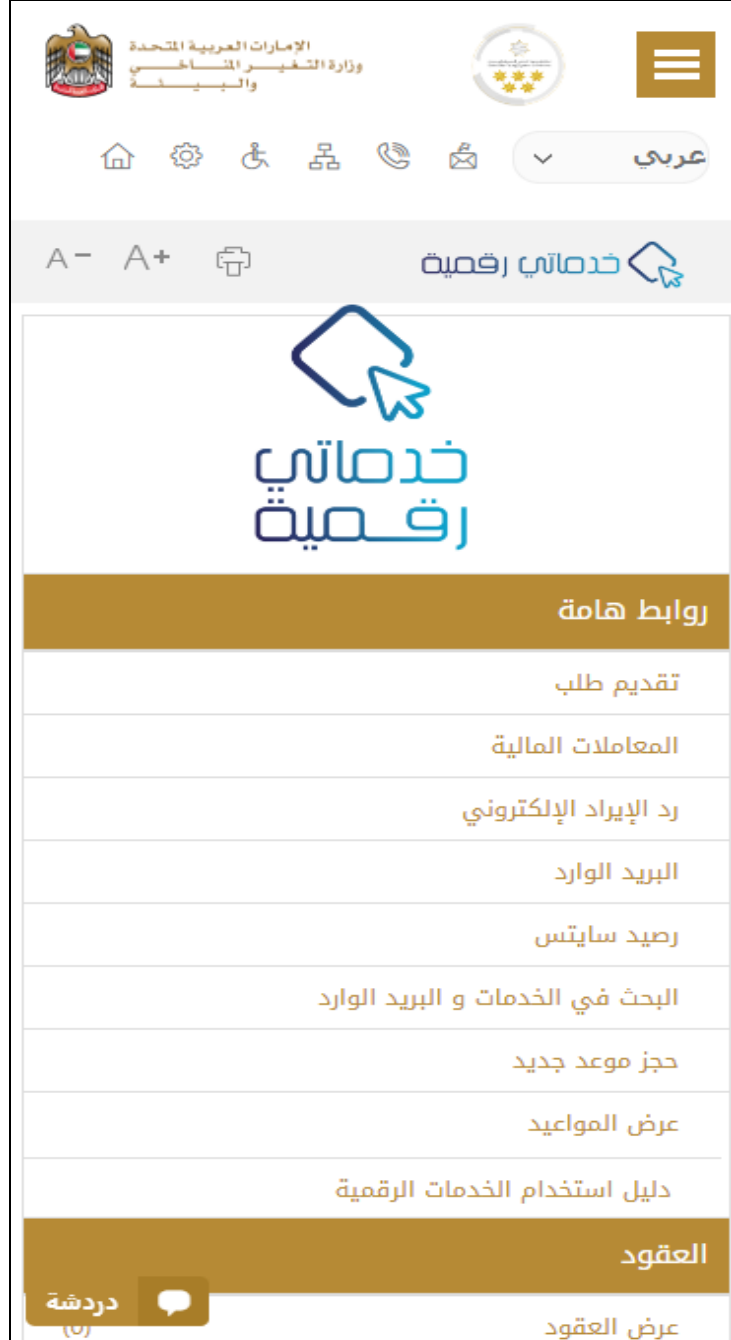 الإمارات العربية المتحدة
وزارة التغير المناخي
والبيئة
عربي
خدماتي رقمية
A+
A-
خدماتي
رقمية
روابط هامة
تقديم طلب
المعاملات المالية
رد الإيراد الإلكتروني
البريد الوارد
رصيد سايتس
البحث في الخدمات و البريد الوارد
حجز موعد جديد
عرض المواعيد
دليل استخدام الخدمات الرقمية
العقود
عرض العقود
(0)
دردشة